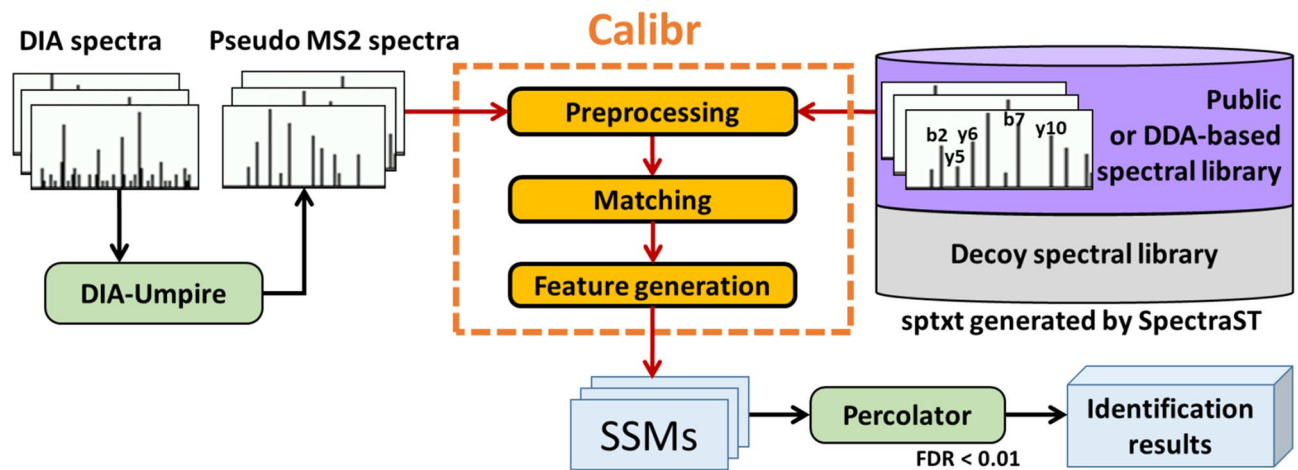 Calibr
DIA spectra
Pseudo MS2 spectra
Preprocessing
Matching
Feature generation
DIA-Umpire
b2
y5
y6
b7
y10
Public
or DDA-based
spectral library
Decoy spectral library
sptxt generated by SpectraST
SSMs
Percolator
FDR < 0.01
Identification
results